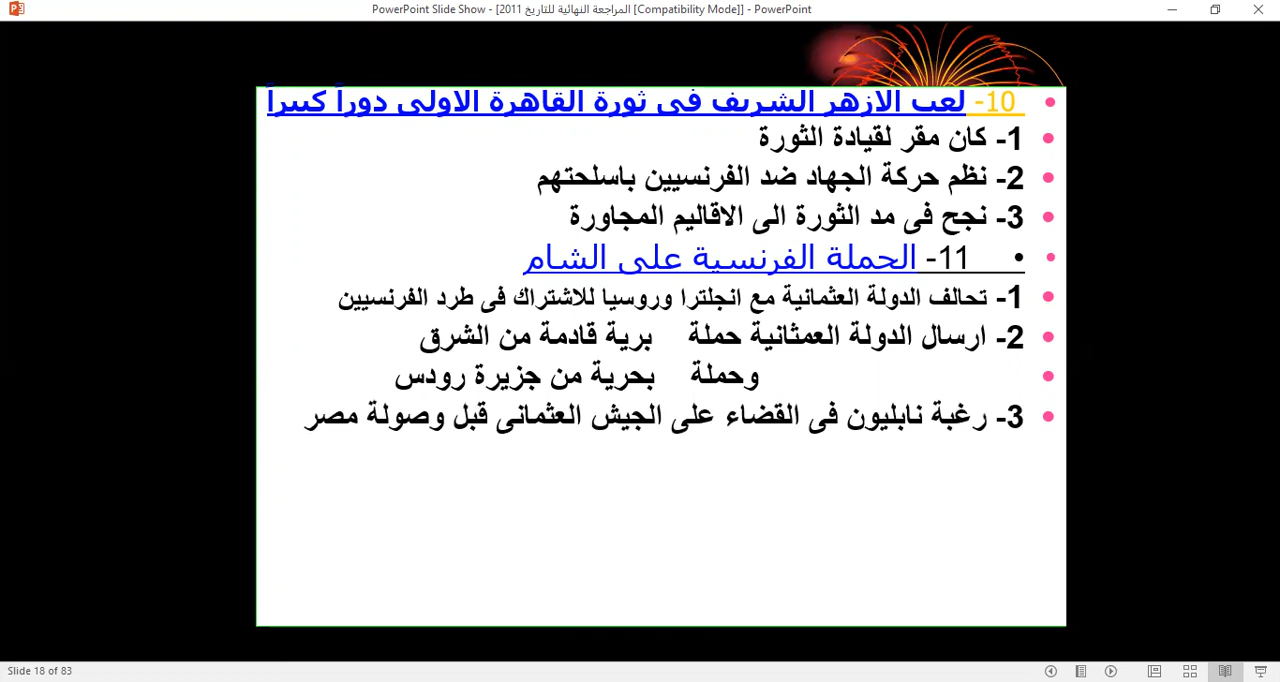 PowerPoint Slide Show - [المراجعة النهائية للتاريخ 2011 [Compatibility Mode]] - PowerPoint
10- لعب الازهر الشريف فى ثورة القاهرة الاولى دوراً كبيراً
1- كان مقر لقيادة الثورة
2- نظم حركة الجهاد ضد الفرنسيين باسلحتهم
3- نجح فى مد الثورة الى الاقاليم المجاورة
• 11- الحملة الفرنسية على الشام
1- تحالف الدولة العثمانية مع انجلترا وروسيا للاشتراك فى طرد الفرنسيين
2- ارسال الدولة العمثانية حملة برية قادمة من الشرق
وحملة بحرية من جزيرة رودس
3- رغبة نابليون فى القضاء على الجيش العثمانى قبل وصولة مصر
Slide 18 of 83